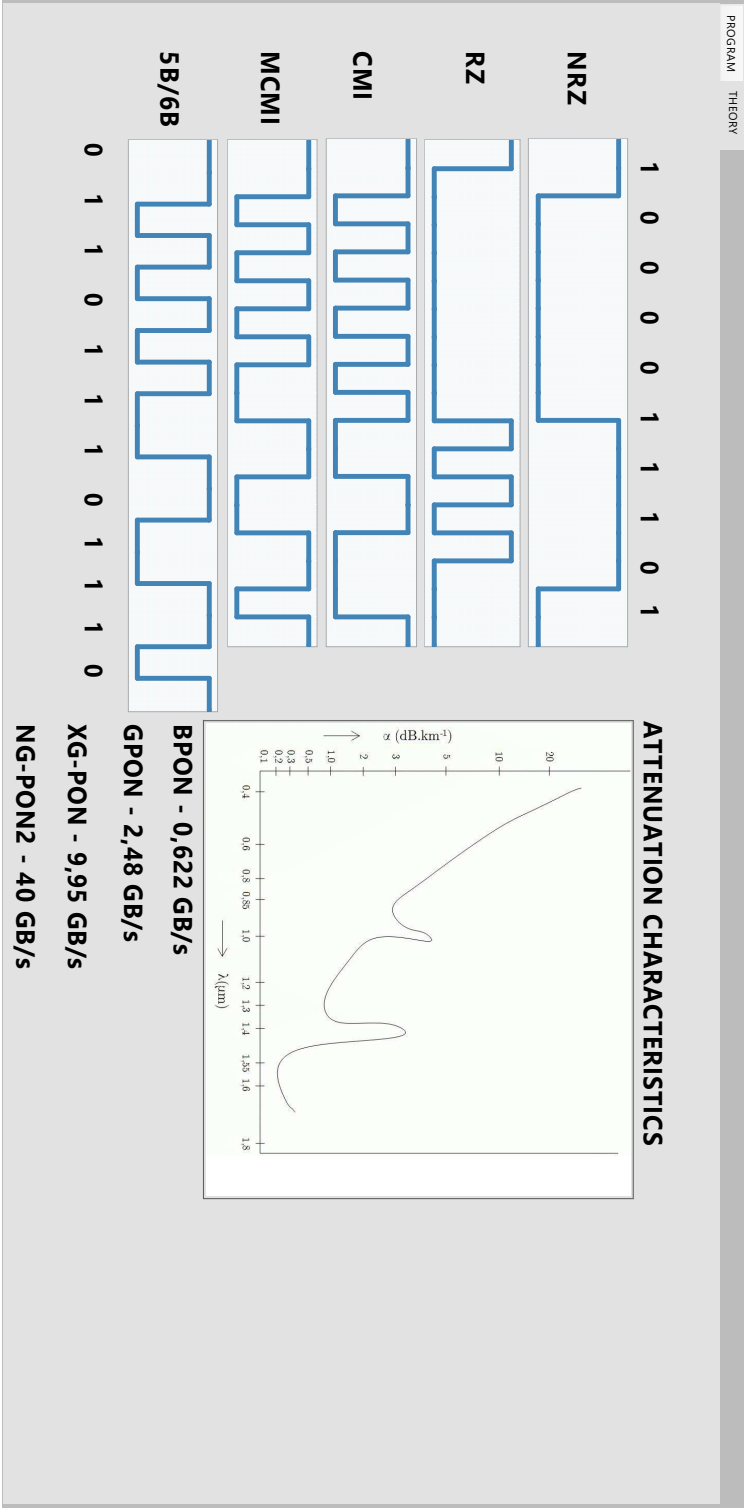 PROGRAM THEORY
1 0 0 0 0 1 1 1 0 1
NRZ
RZ
CMI
MCMI
5B/6B
0 1 1 0 1 1 1 0 1 1 1 0
ATTENUATION CHARACTERISTICS
α (dB.km⁻¹)
20
10
5
3
2
1,0
0,5
0,3
0,2
0,1
0,4 0,6 0,8 0,85 1,0 1,2 1,3 1,4 1,55 1,6 1,8
λ(μm)
BPON - 0,622 GB/s
GPON - 2,48 GB/s
XG-PON - 9,95 GB/s
NG-PON2 - 40 GB/s